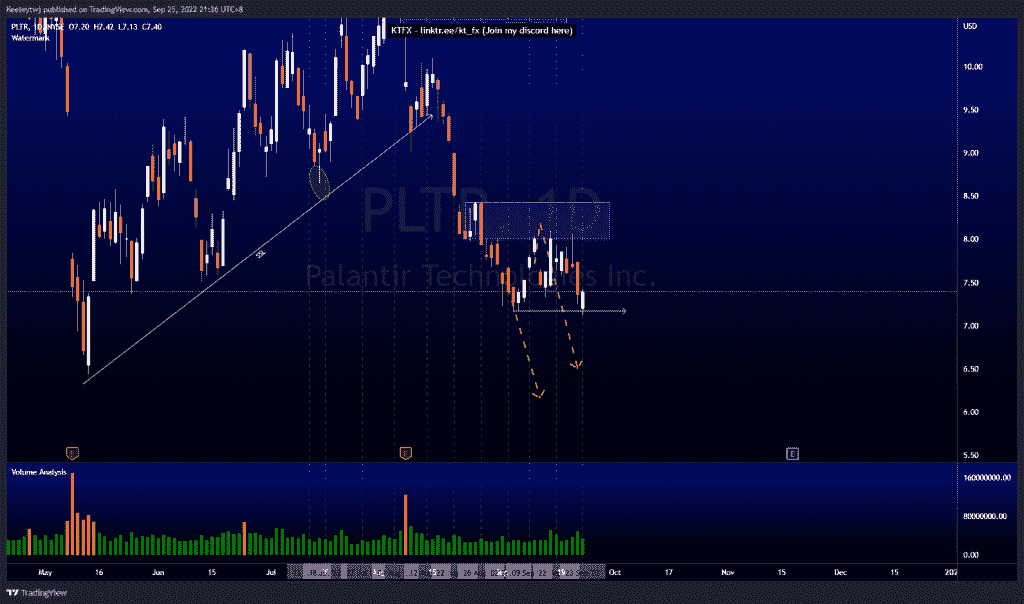 Keeleytwj published on TradingView.com, Sep 25, 2022 21:36 UTC+8
PLTR, 1D, NYSE O7.20 H7.42 L7.13 C7.40
Watermark
KTFX - linktr.ee/kt_fx (Join my discord here)
USD
10.00
9.50
9.00
8.50
8.00
7.50
7.00
6.50
6.00
5.50
PLTR, 1D
Palantir Technologies Inc.
SSL
E
E
E
Volume Analysis
160000000.00
80000000.00
0.00
May 16 Jun 15 Jul Aug 26 Aug 09 Sep '22 23 Oct 17 Nov 15 Dec 15 202
TradingView